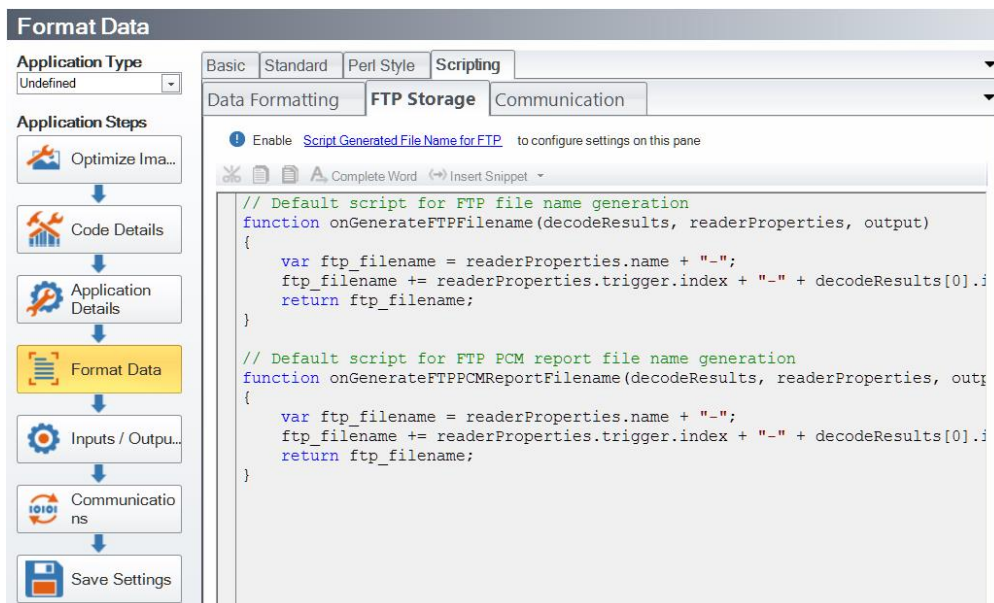 Format Data
Application Type
Undefined
Application Steps
Optimize Ima...
Code Details
Application
Details
Format Data
Inputs / Outpu...
Communicatio
ns
Save Settings
Basic Standard Perl Style Scripting
Data Formatting FTP Storage Communication
Enable Script Generated File Name for FTP to configure settings on this pane
Complete Word Insert Snippet
// Default script for FTP file name generation
function onGenerateFTPFilename(decodeResults, readerProperties, output)
{
var ftp_filename = readerProperties.name + "-";
ftp_filename += readerProperties.trigger.index + "-" + decodeResults[0].i
return ftp_filename;
}
// Default script for FTP PCM report file name generation
function onGenerateFTPPCMReportFilename(decodeResults, readerProperties, outp
{
var ftp_filename = readerProperties.name + "-";
ftp_filename += readerProperties.trigger.index + "-" + decodeResults[0].i
return ftp_filename;
}